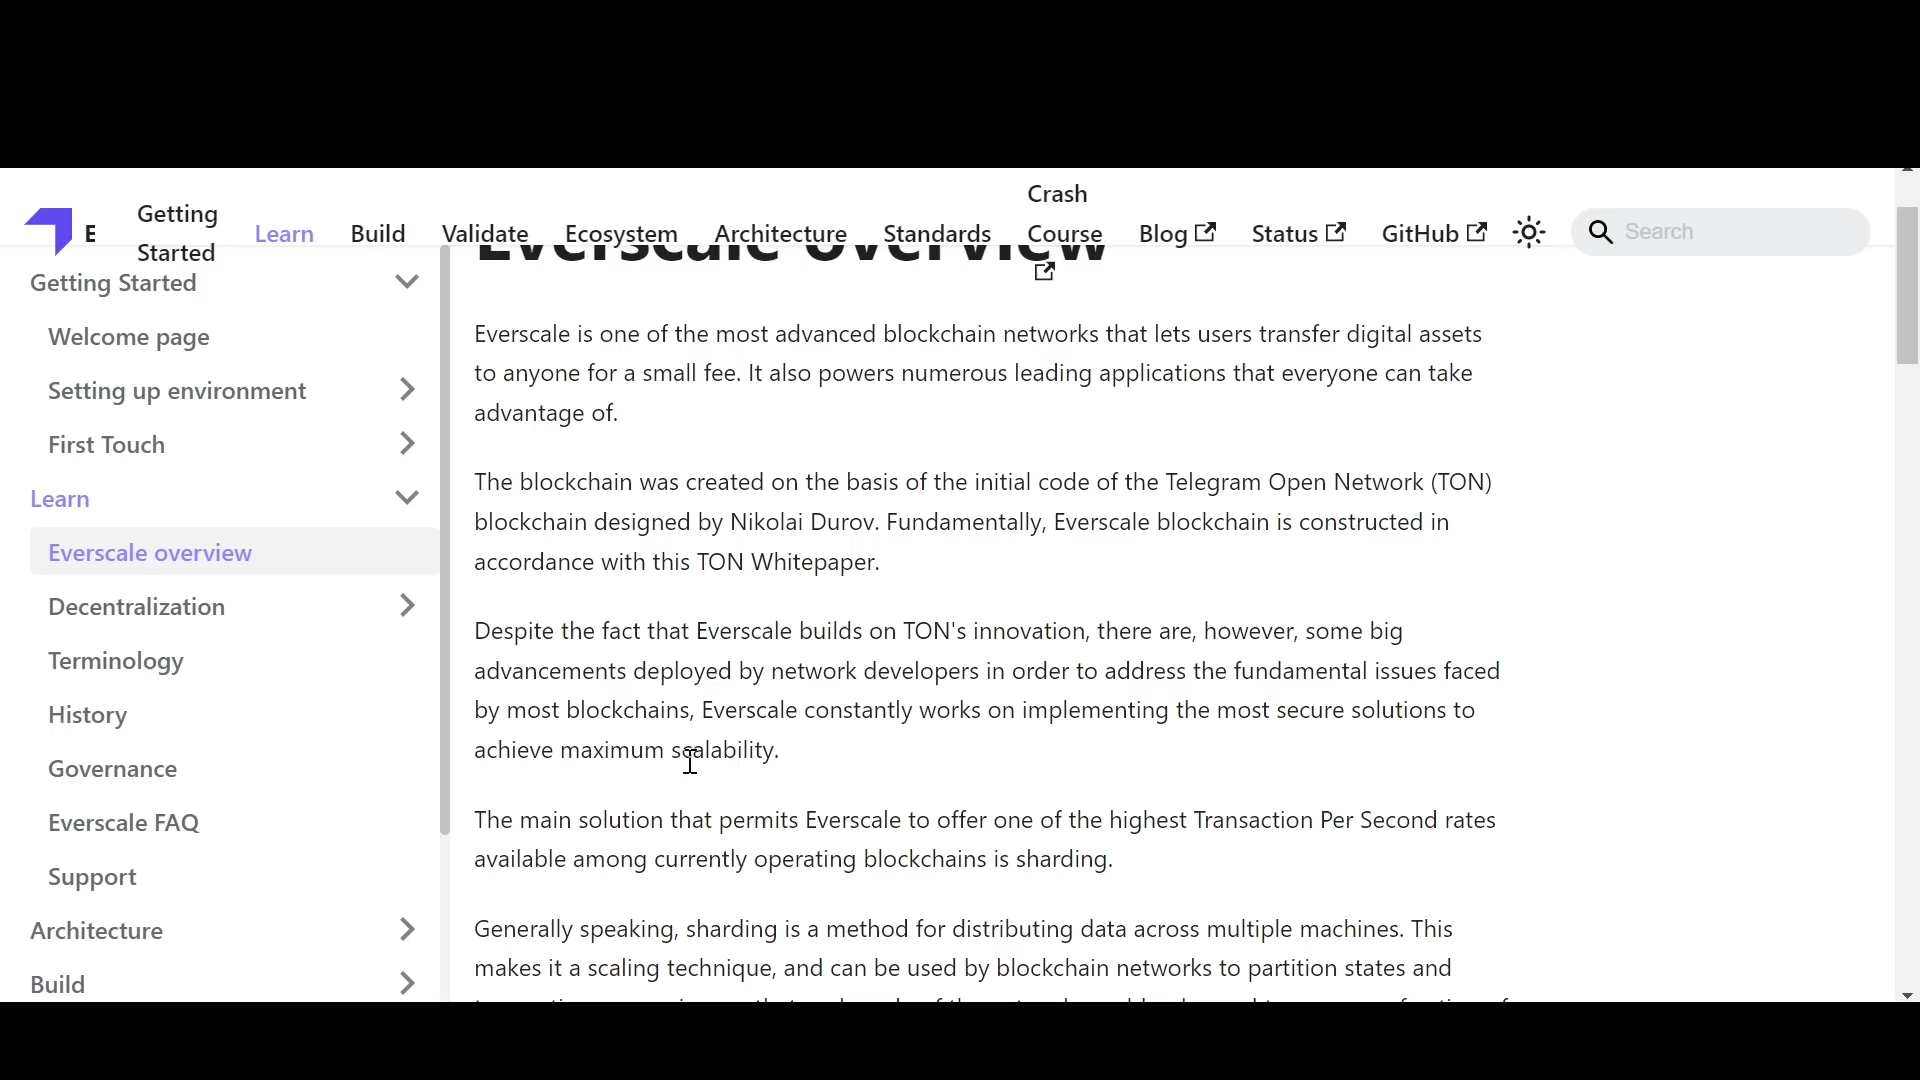 E
Getting
Started
Learn
Build
Validate
Ecosystem
Architecture
Standards
Crash
Course
Blog
Status
GitHub
Search
Getting Started
Welcome page
Setting up environment
First Touch
Learn
Everscale overview
Decentralization
Terminology
History
Governance
Everscale FAQ
Support
Architecture
Build
Everscale overview
Everscale is one of the most advanced blockchain networks that lets users transfer digital assets
to anyone for a small fee. It also powers numerous leading applications that everyone can take
advantage of.
The blockchain was created on the basis of the initial code of the Telegram Open Network (TON)
blockchain designed by Nikolai Durov. Fundamentally, Everscale blockchain is constructed in
accordance with this TON Whitepaper.
Despite the fact that Everscale builds on TON's innovation, there are, however, some big
advancements deployed by network developers in order to address the fundamental issues faced
by most blockchains, Everscale constantly works on implementing the most secure solutions to
achieve maximum scalability.
The main solution that permits Everscale to offer one of the highest Transaction Per Second rates
available among currently operating blockchains is sharding.
Generally speaking, sharding is a method for distributing data across multiple machines. This
makes it a scaling technique, and can be used by blockchain networks to partition states and